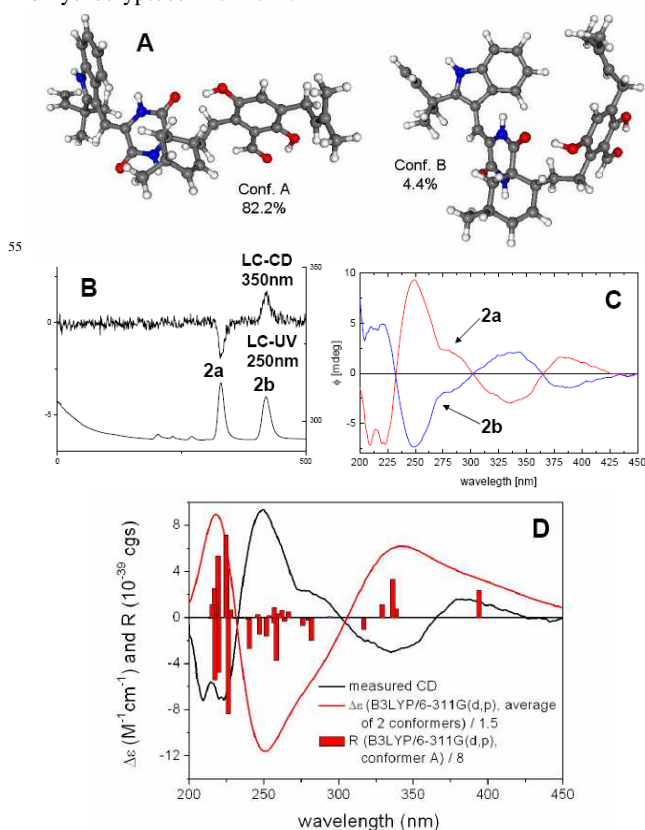 A
Conf. A
82.2%
Conf. B
4.4%
55
B
LC-CD
350nm
LC-UV
250nm
2a
2b
0
-5
350
300
0
500
C
2a
2b
ϕ [mdeg]
10
5
0
-5
200 225 250 275 300 325 350 375 400 425 450
wavelegth [nm]
D
Δε (M⁻¹cm⁻¹) and R (10⁻³⁹ cgs)
8
4
0
-4
-8
-12
measured CD
Δε (B3LYP/6-311G(d,p), average
of 2 conformers) / 1.5
R (B3LYP/6-311G(d,p),
conformer A) / 8
200 250 300 350 400 450
wavelength (nm)